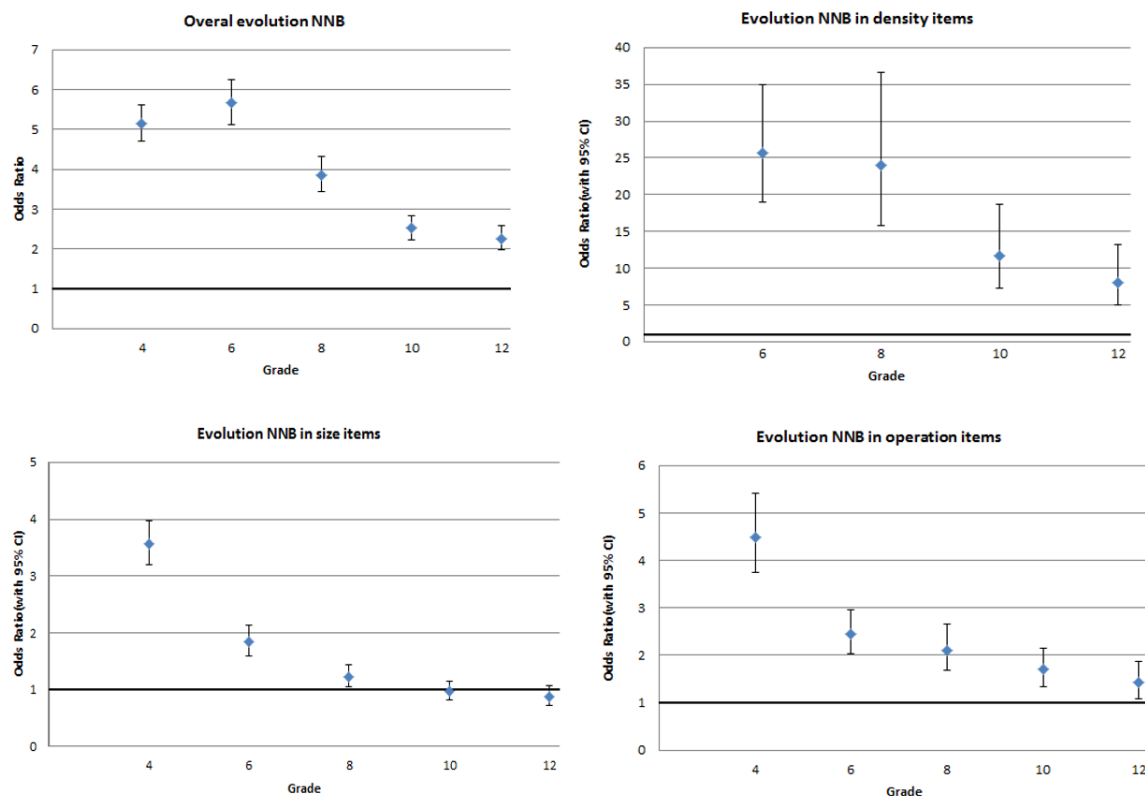 Overal evolution NNB
7
6
5
4
3
2
1
0
Odds Ratio
4 6 8 10 12
Grade
Evolution NNB in density items
40
35
30
25
20
15
10
5
0
Odds Ratio(with 95% CI)
6 8 10 12
Grade
Evolution NNB in size items
5
4
3
2
1
0
Odds Ratio(with 95% CI)
4 6 8 10 12
Grade
Evolution NNB in operation items
6
5
4
3
2
1
0
Odds Ratio(with 95% CI)
4 6 8 10 12
Grade